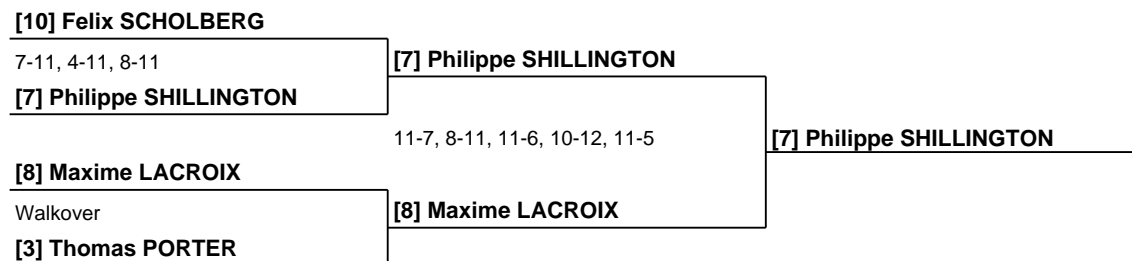 [10] Felix SCHOLBERG
7-11, 4-11, 8-11
[7] Philippe SHILLINGTON
[7] Philippe SHILLINGTON
11-7, 8-11, 11-6, 10-12, 11-5
[7] Philippe SHILLINGTON
[8] Maxime LACROIX
Walkover
[8] Maxime LACROIX
[3] Thomas PORTER